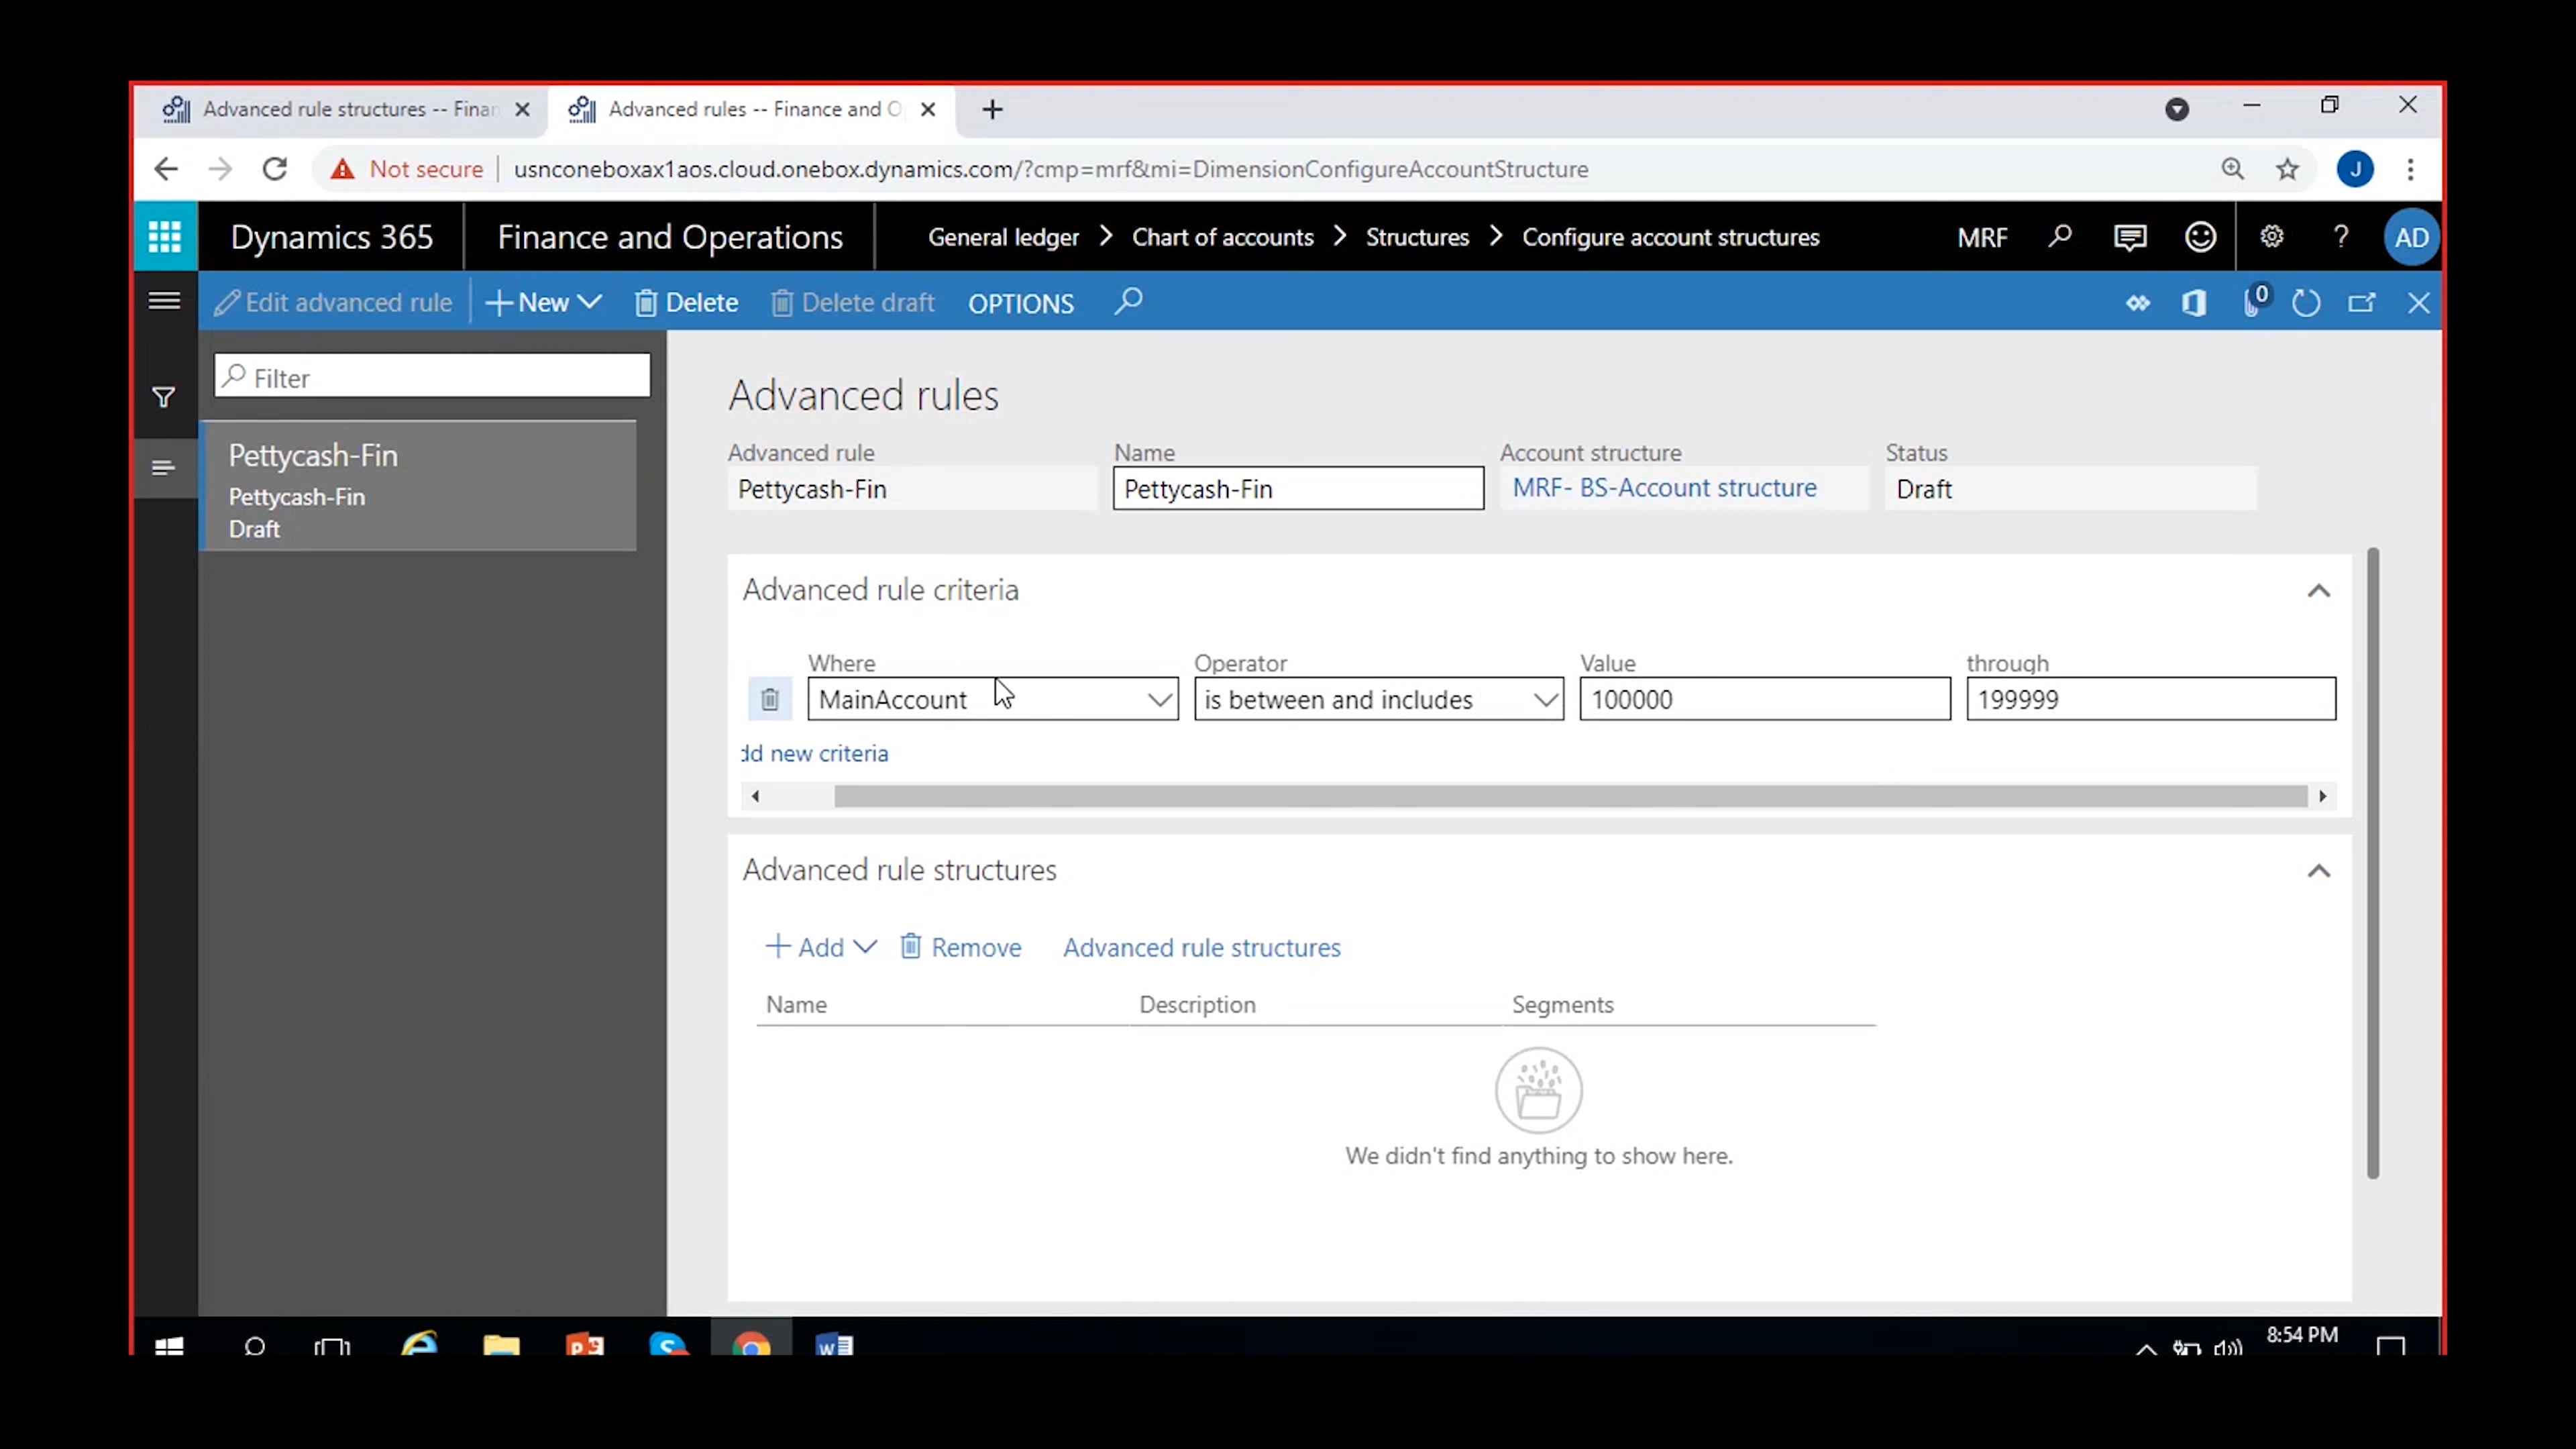 Advanced rule structures -- Finan
Advanced rules -- Finance and O
Not secure
usnconeboxax1aos.cloud.onebox.dynamics.com/?cmp=mrf&mi=DimensionConfigureAccountStructure
J
Dynamics 365
Finance and Operations
General ledger > Chart of accounts > Structures > Configure account structures
MRF
?
AD
Edit advanced rule
+ New
Delete
Delete draft
OPTIONS
0
Filter
Pettycash-Fin
Pettycash-Fin
Draft
Advanced rules
Advanced rule
Name
Account structure
Status
Pettycash-Fin
Pettycash-Fin
MRF- BS-Account structure
Draft
Advanced rule criteria
Where
Operator
Value
through
MainAccount
is between and includes
100000
199999
dd new criteria
Advanced rule structures
+ Add
Remove
Advanced rule structures
Name
Description
Segments
We didn't find anything to show here.
8:54 PM